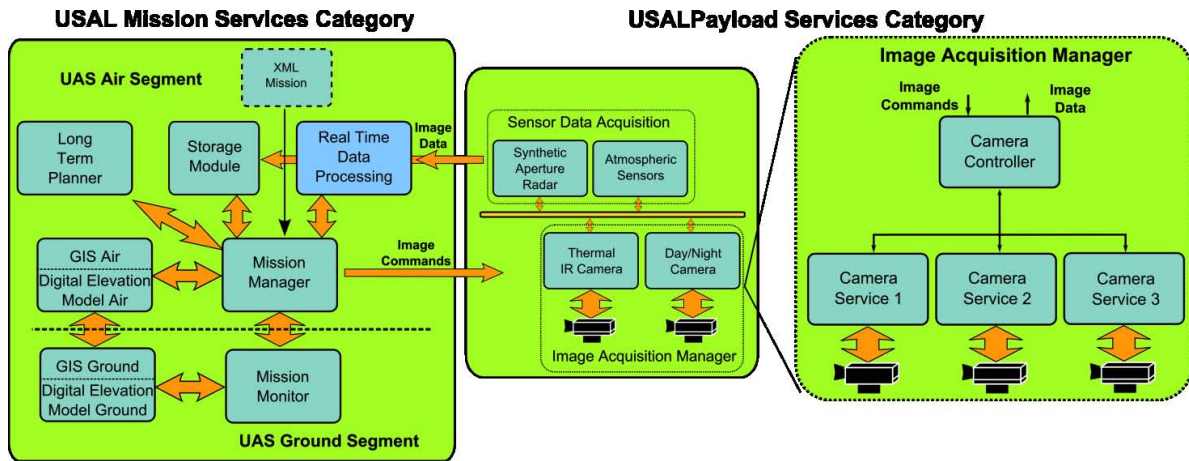 USAL Mission Services Category
USALPayload Services Category
UAS Air Segment
XML
Mission
Long
Term
Planner
Storage
Module
Real Time
Data
Processing
Image
Data
GIS Air
Digital Elevation
Model Air
Mission
Manager
Image
Commands
GIS Ground
Digital Elevation
Model Ground
Mission
Monitor
UAS Ground Segment
Sensor Data Acquisition
Synthetic
Aperture
Radar
Atmospheric
Sensors
Thermal
IR Camera
Day/Night
Camera
Image Acquisition Manager
Image Acquisition Manager
Image
Commands
Image
Data
Camera
Controller
Camera
Service 1
Camera
Service 2
Camera
Service 3